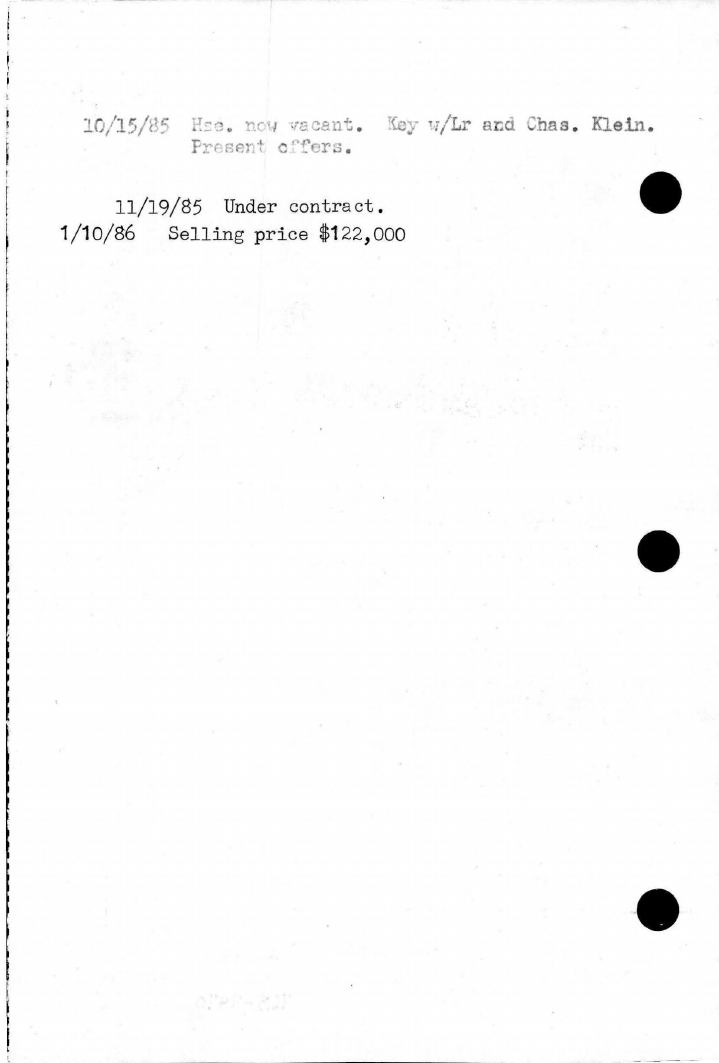 10/15/85 Hse. now vacant. Key w/Lr and Chas. Klein.
Present offers.
11/19/85 Under contract.
1/10/86 Selling price $122,000